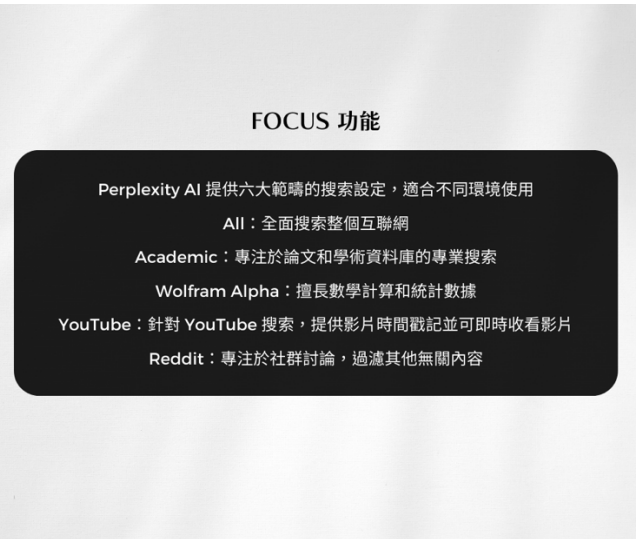 FOCUS 功能
Perplexity AI 提供六大範疇的搜索設定，適合不同環境使用
All：全面搜索整個互聯網
Academic：專注於論文和學術資料庫的專業搜索
Wolfram Alpha：擅長數學計算和統計數據
YouTube：針對 YouTube 搜索，提供影片時間戳記並可即時收看影片
Reddit：專注於社群討論，過濾其他無關內容